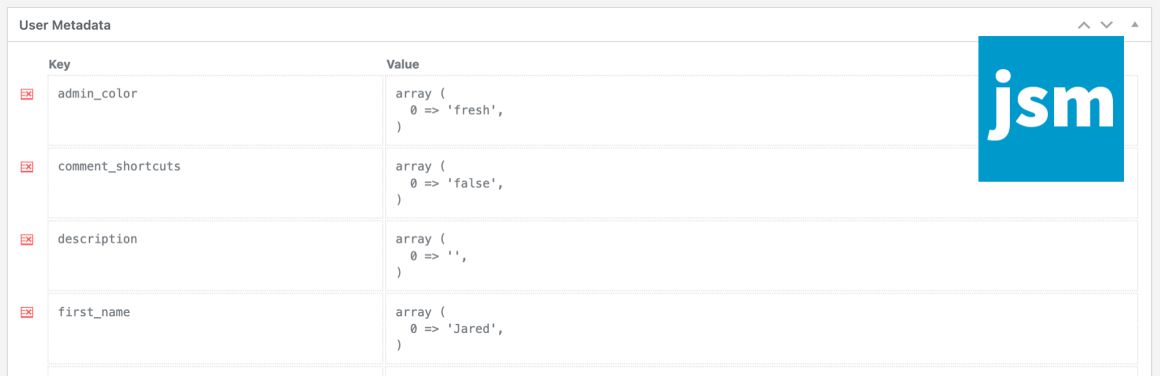 User Metadata
Key Value
admin_color array (
0 => 'fresh',
)
comment_shortcuts array (
0 => 'false',
)
description array (
0 => '',
)
first_name array (
0 => 'Jared',
)
jsm